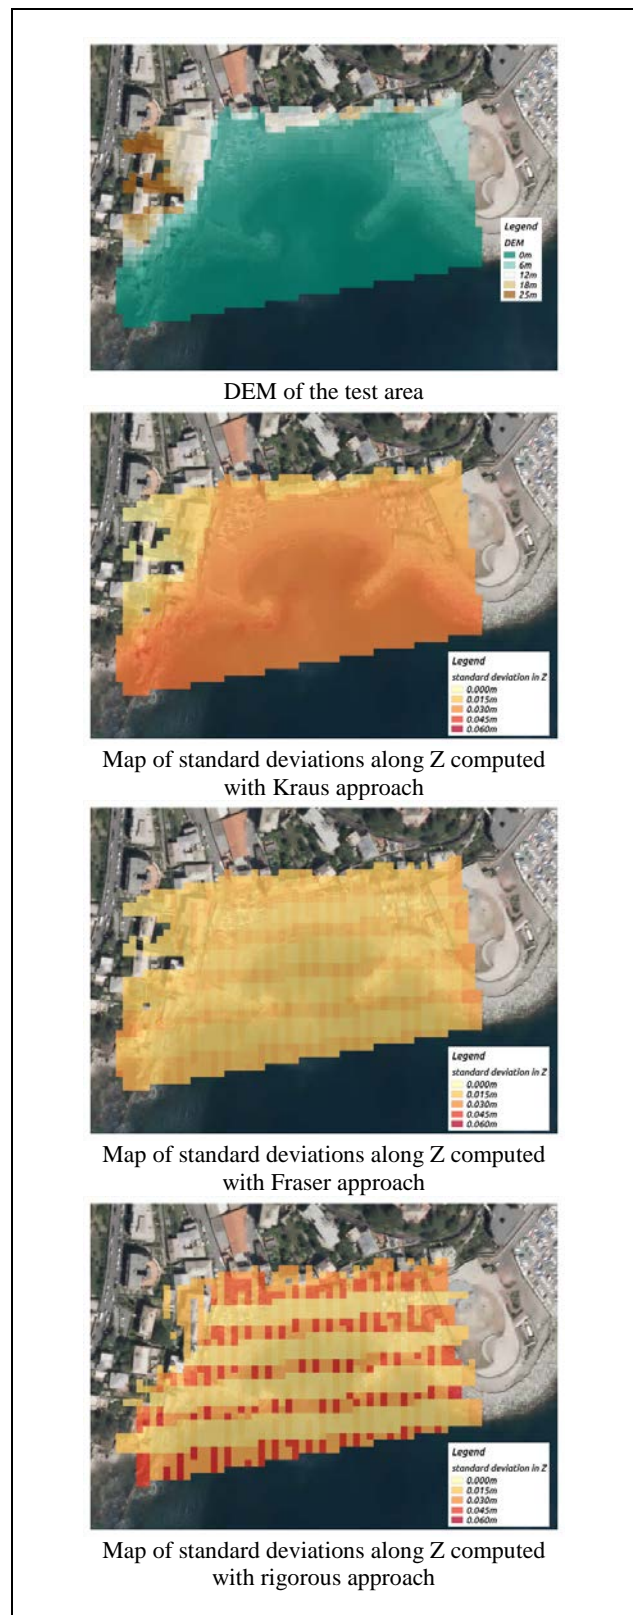 Legend
DEM
0m
6m
12m
18m
25m
DEM of the test area
Legend
standard deviation in Z
0.000m
0.015m
0.030m
0.045m
0.060m
Map of standard deviations along Z computed
with Kraus approach
Legend
standard deviation in Z
0.000m
0.015m
0.030m
0.045m
0.060m
Map of standard deviations along Z computed
with Fraser approach
Legend
standard deviation in Z
0.000m
0.015m
0.030m
0.045m
0.060m
Map of standard deviations along Z computed
with rigorous approach